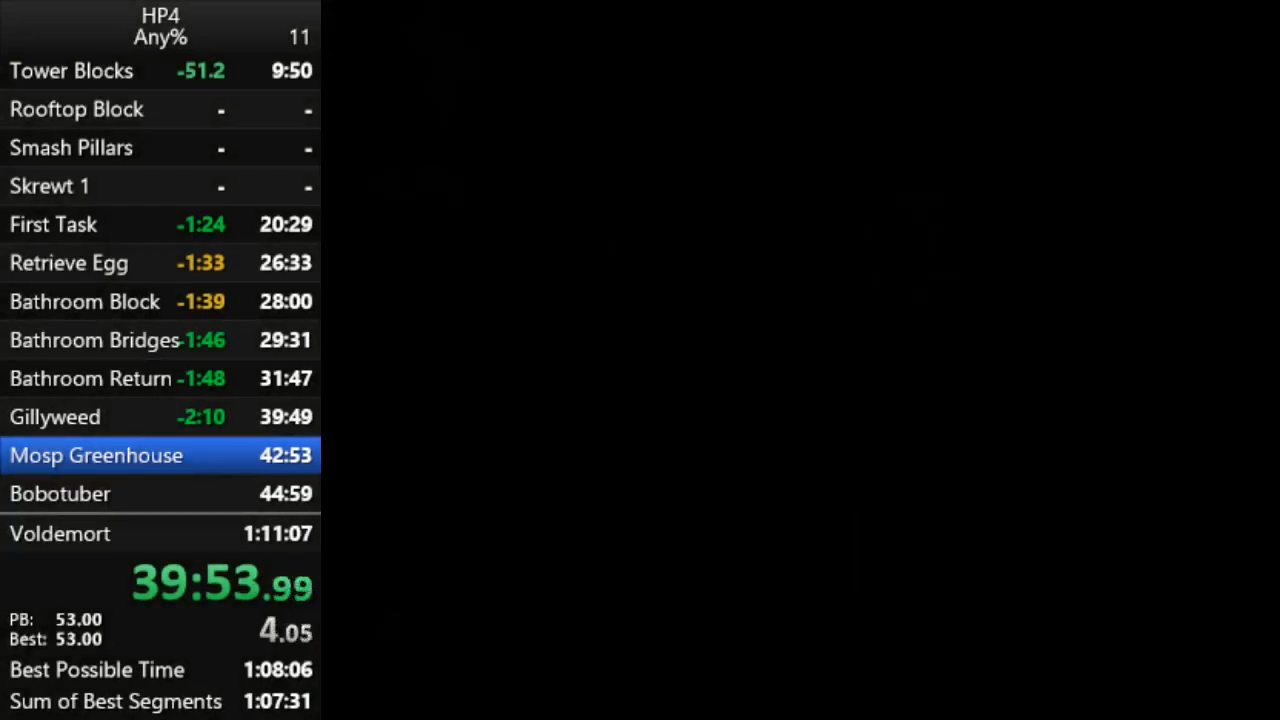 HP4
Any% 11
Tower Blocks -51.2 9:50
Rooftop Block - -
Smash Pillars - -
Skrewt 1 - -
First Task -1:24 20:29
Retrieve Egg -1:33 26:33
Bathroom Block -1:39 28:00
Bathroom Bridges -1:46 29:31
Bathroom Return -1:48 31:47
Gillyweed -2:10 39:49
Mosp Greenhouse 42:53
Bobotuber 44:59
Voldemort 1:11:07
39:53.99
PB: 53.00
Best: 53.00
4.05
Best Possible Time 1:08:06
Sum of Best Segments 1:07:31